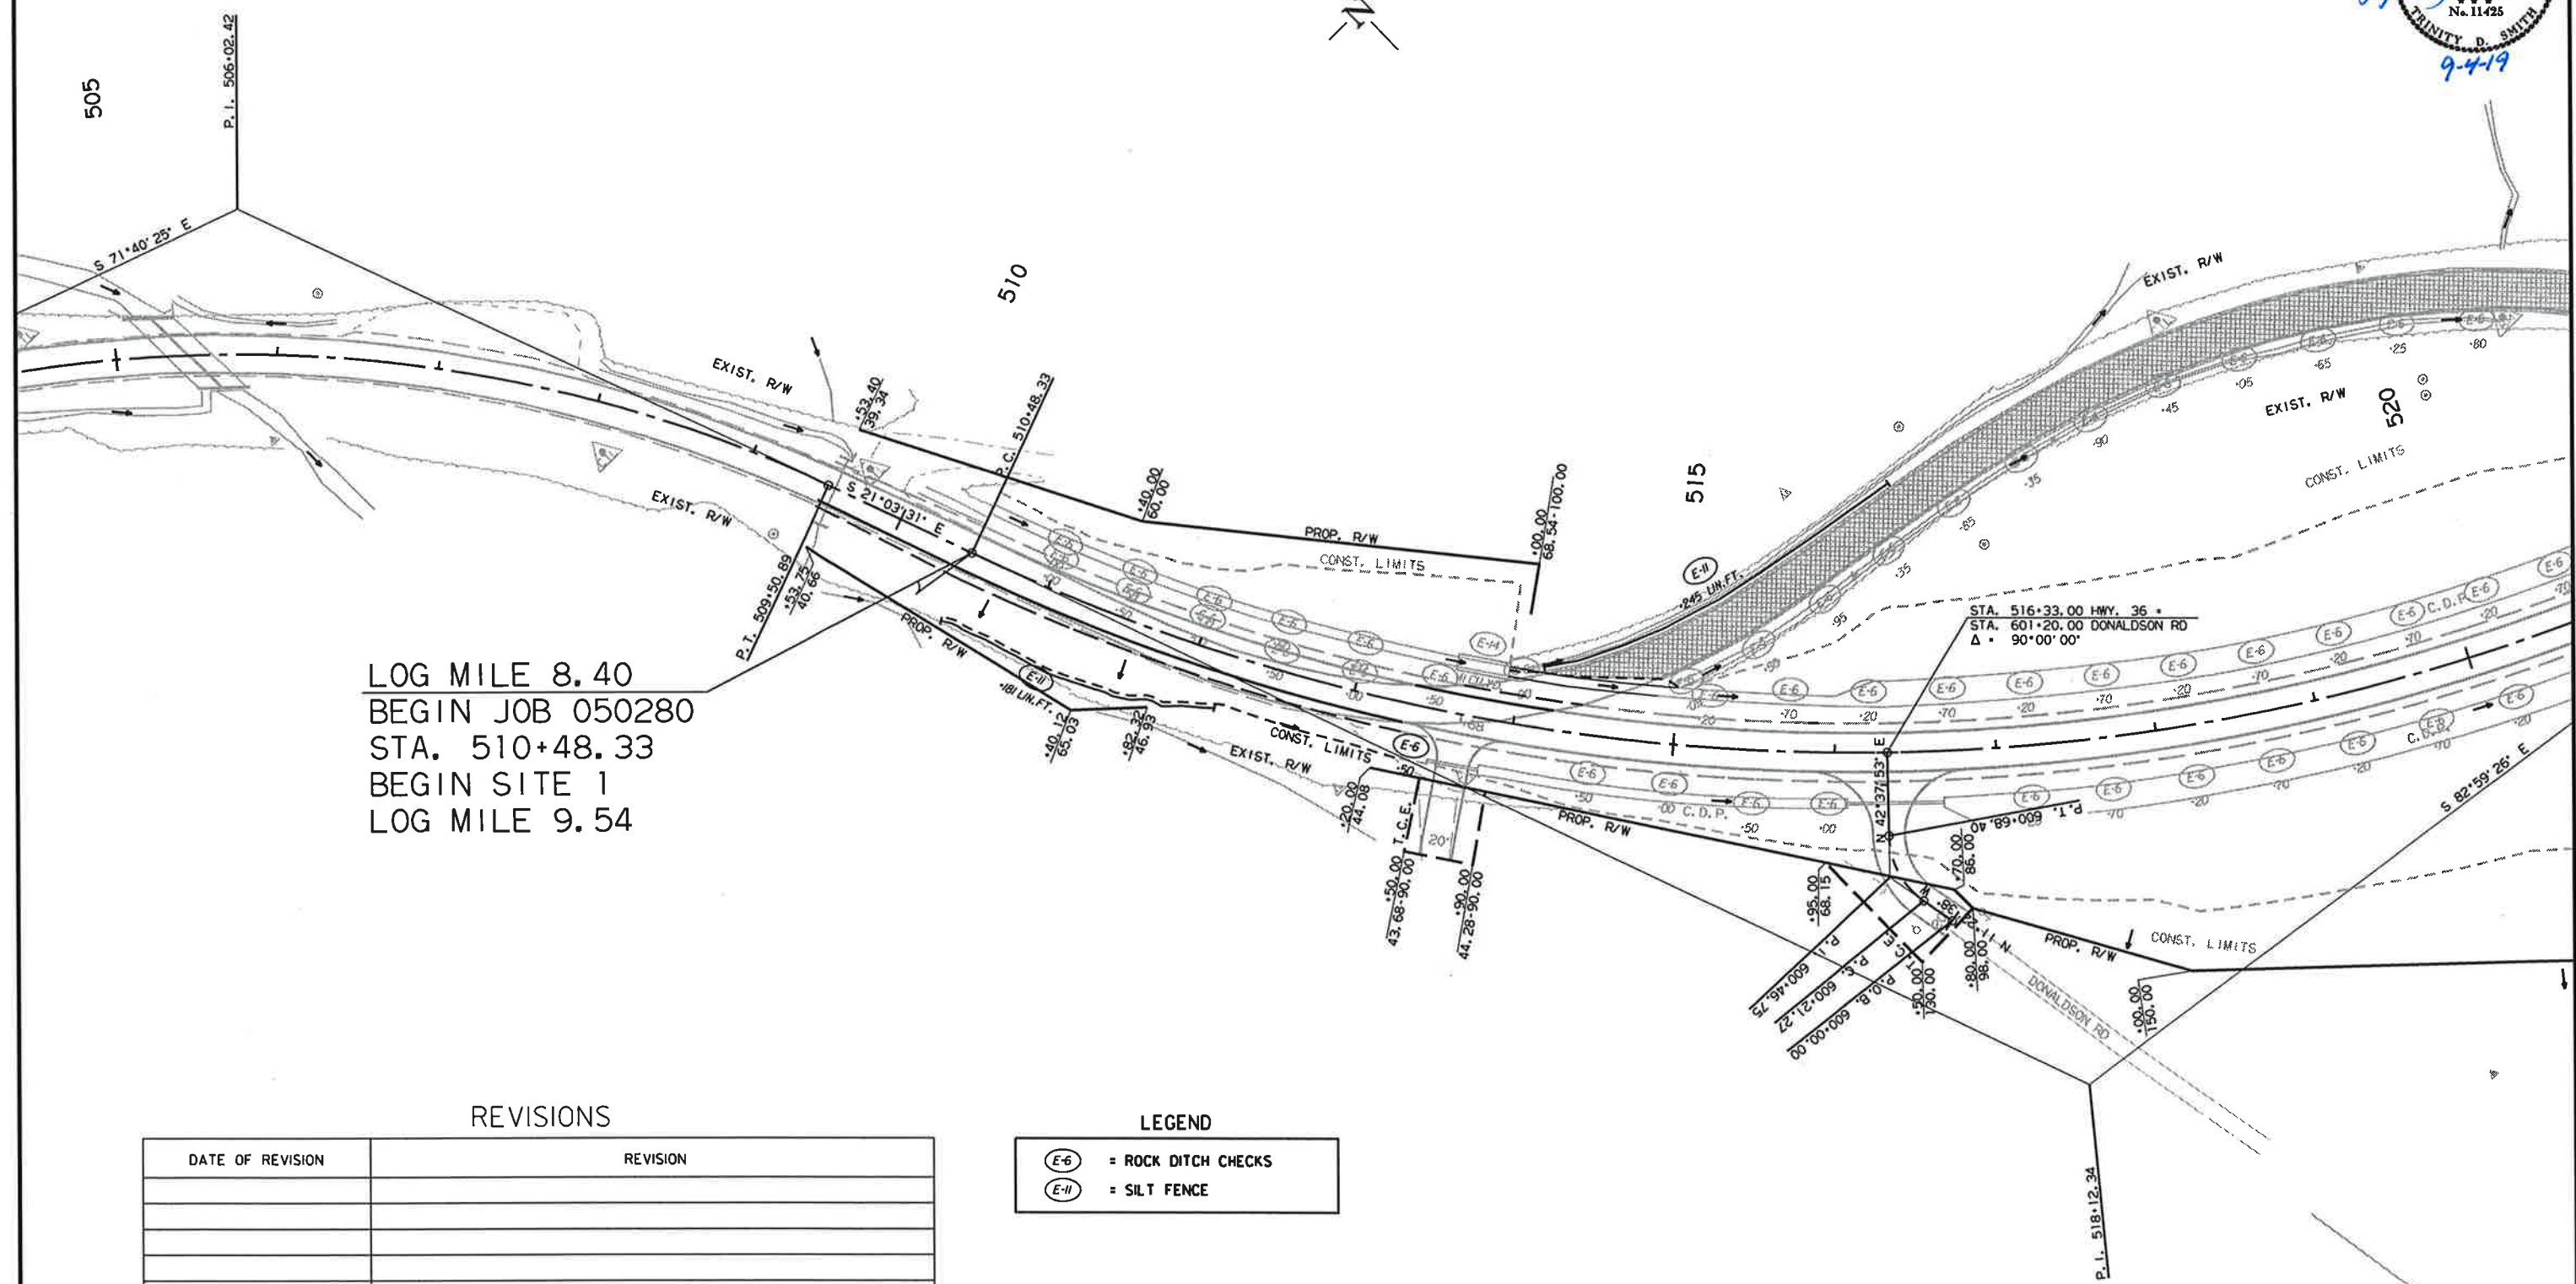 No. 11425
TRINITY D. SMITH
9-4-19
N
505
P.I. 506+02.42
S 71°40'25" E
510
EXIST. R/W
+53.40
39.34
P.C. 510+48.33
S 21°03'31" E
EXIST. R/W
P.T. 509+50.89
+53.75
40.66
PROP. R/W
+40.00
60.00
PROP. R/W
CONST. LIMITS
+00.00
68.54-100.00
515
E-11
+245 LIN.FT.
EXIST. R/W
EXIST. R/W
520
CONST. LIMITS
STA. 516+33.00 HWY. 36 =
STA. 601+20.00 DONALDSON RD
Δ = 90°00'00"
LOG MILE 8.40
BEGIN JOB 050280
STA. 510+48.33
BEGIN SITE 1
LOG MILE 9.54
E-11
+181 LIN.FT.
+40.12
65.03
+82.32
46.93
CONST. LIMITS
EXIST. R/W
E-6
+50
E-14
+20.00
44.08
T.C.E.
20'
+50.00
43.68-90.00
+90.00
44.28-90.00
PROP. R/W
C.D.P.
C.D.P.
C.D.P.
N 42°37'53" E
P.T. 600+68.40
+70.00
86.00
+95.00
68.15
P.I. 600+46.75
P.C. 600+21.27
P.O.B. 600+00.00
T.C.E.
+50.00
130.00
+80.00
98.00
PROP. R/W
CONST. LIMITS
DONALDSON RD
+00.00
150.00
S 82°59'26" E
P.I. 518+12.34
REVISIONS
DATE OF REVISION REVISION
LEGEND
E-6 = ROCK DITCH CHECKS
E-11 = SILT FENCE